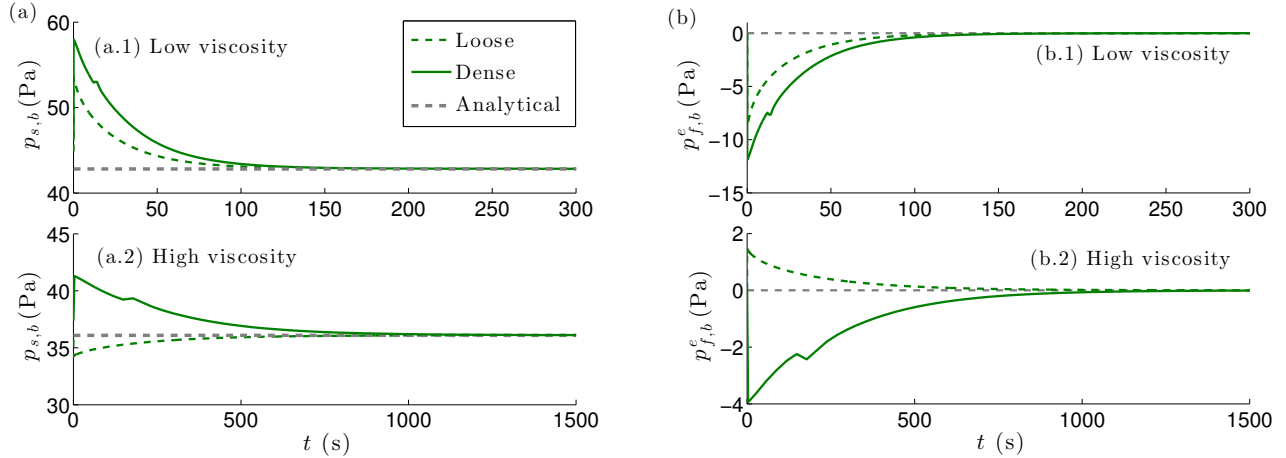 (a)
(a.1) Low viscosity
Loose
Dense
Analytical
p_{s,b} (Pa)
60
50
40
0 50 100 150 200 250 300
(a.2) High viscosity
p_{s,b} (Pa)
45
40
35
30
0 500 1000 1500
t (s)
(b)
(b.1) Low viscosity
p^e_{f,b} (Pa)
0
−5
−10
−15
0 50 100 150 200 250 300
(b.2) High viscosity
p^e_{f,b} (Pa)
2
0
−2
−4
0 500 1000 1500
t (s)